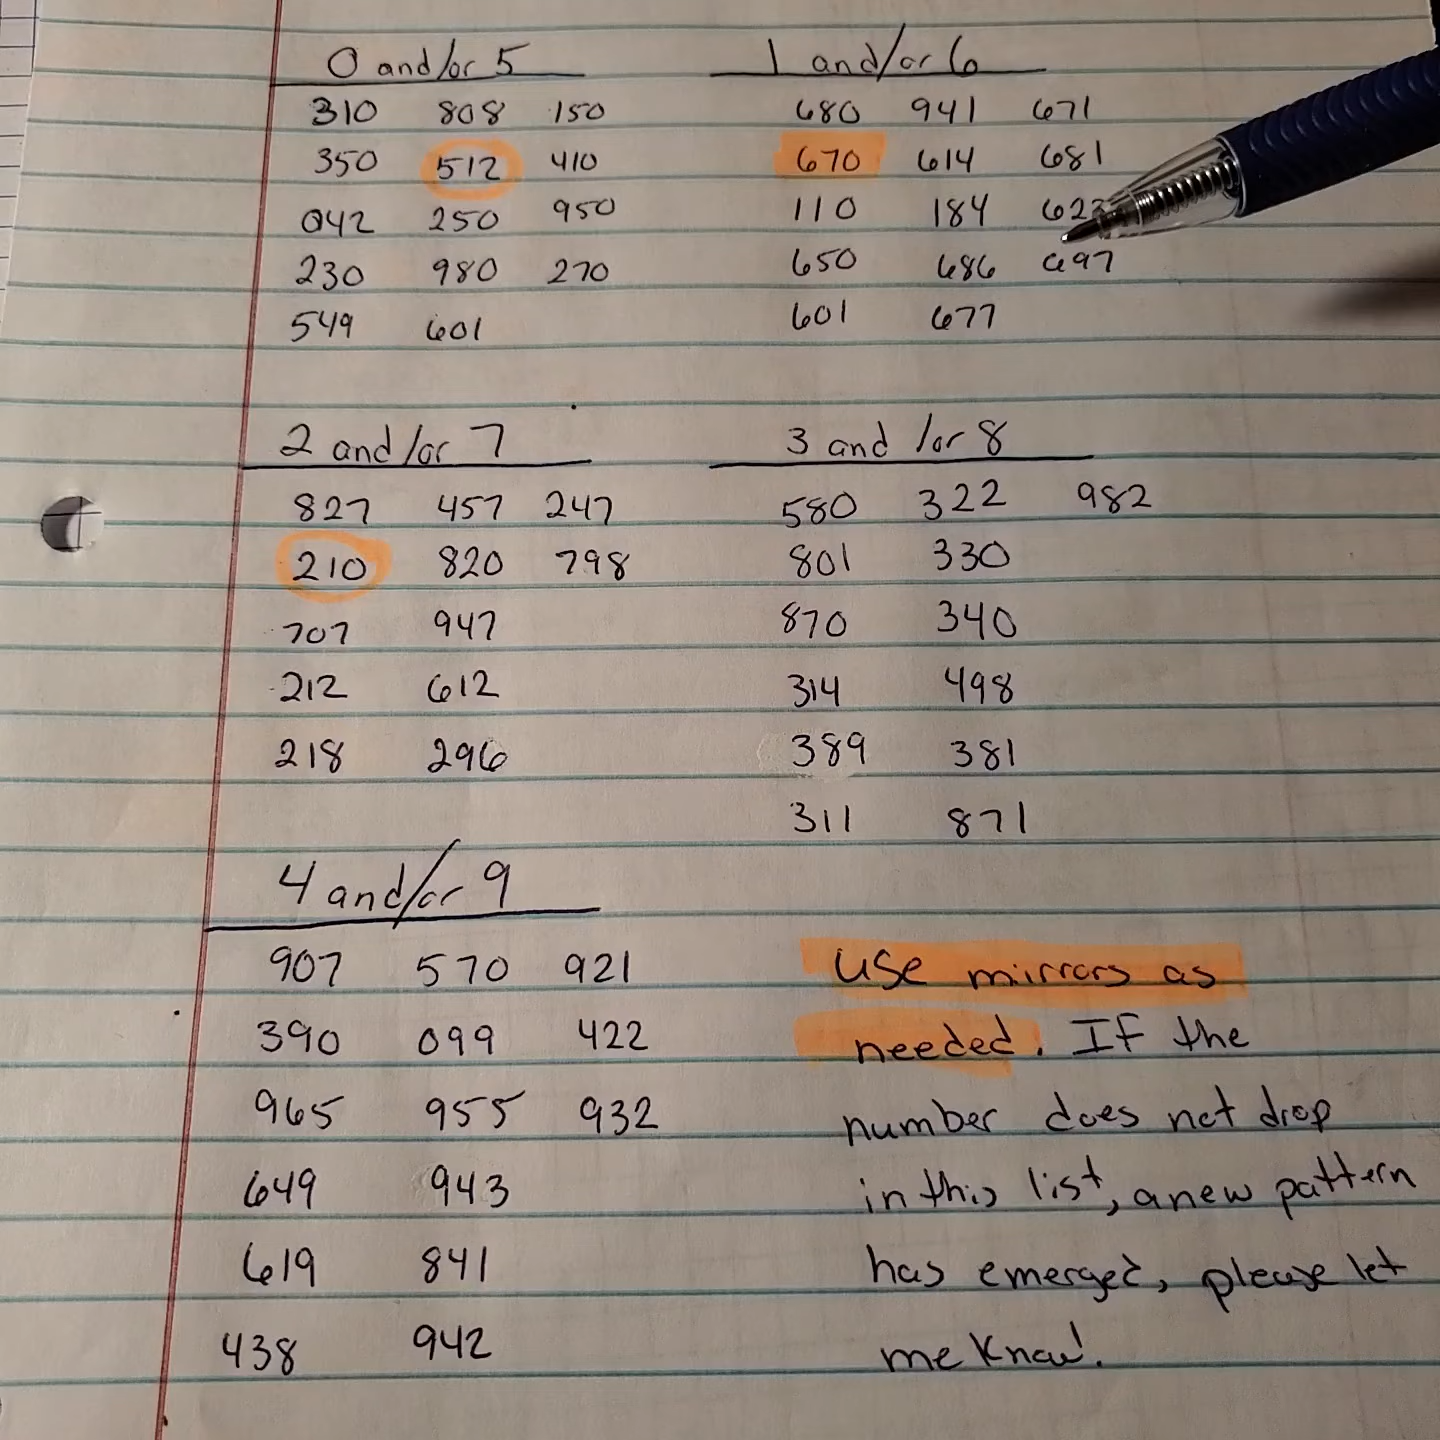 0 and/or 5
310 808 150
350 512 410
042 250 950
230 980 270
549 601
1 and/or 6
680 941 671
670 614 681
110 184 623
650 686 697
601 677
2 and/or 7
827 457 247
210 820 798
707 947
212 612
218 296
3 and/or 8
580 322 982
801 330
870 340
314 498
389 381
311 871
4 and/or 9
907 570 921
390 099 422
965 955 932
649 943
619 841
438 942
use mirrors as
needed. If the
number does not drop
in this list, a new pattern
has emerged, please let
me know!.